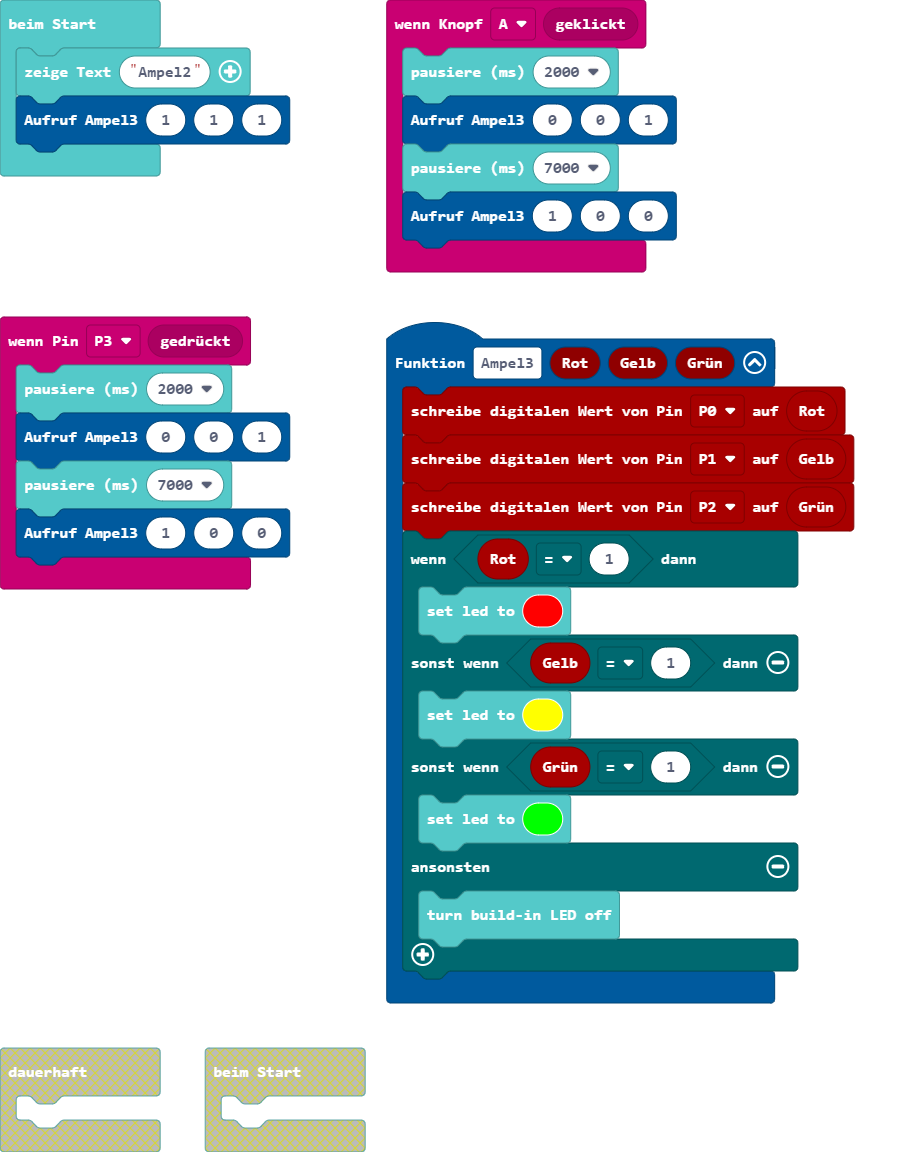 beim Start
zeige Text "Ampel2"
Aufruf Ampel3 1 1 1
wenn Knopf A geklickt
pausiere (ms) 2000
Aufruf Ampel3 0 0 1
pausiere (ms) 7000
Aufruf Ampel3 1 0 0
wenn Pin P3 gedrückt
pausiere (ms) 2000
Aufruf Ampel3 0 0 1
pausiere (ms) 7000
Aufruf Ampel3 1 0 0
Funktion Ampel3 Rot Gelb Grün
schreibe digitalen Wert von Pin P0 auf Rot
schreibe digitalen Wert von Pin P1 auf Gelb
schreibe digitalen Wert von Pin P2 auf Grün
wenn Rot = 1 dann
set led to
sonst wenn Gelb = 1 dann
set led to
sonst wenn Grün = 1 dann
set led to
ansonsten
turn build-in LED off
dauerhaft
beim Start